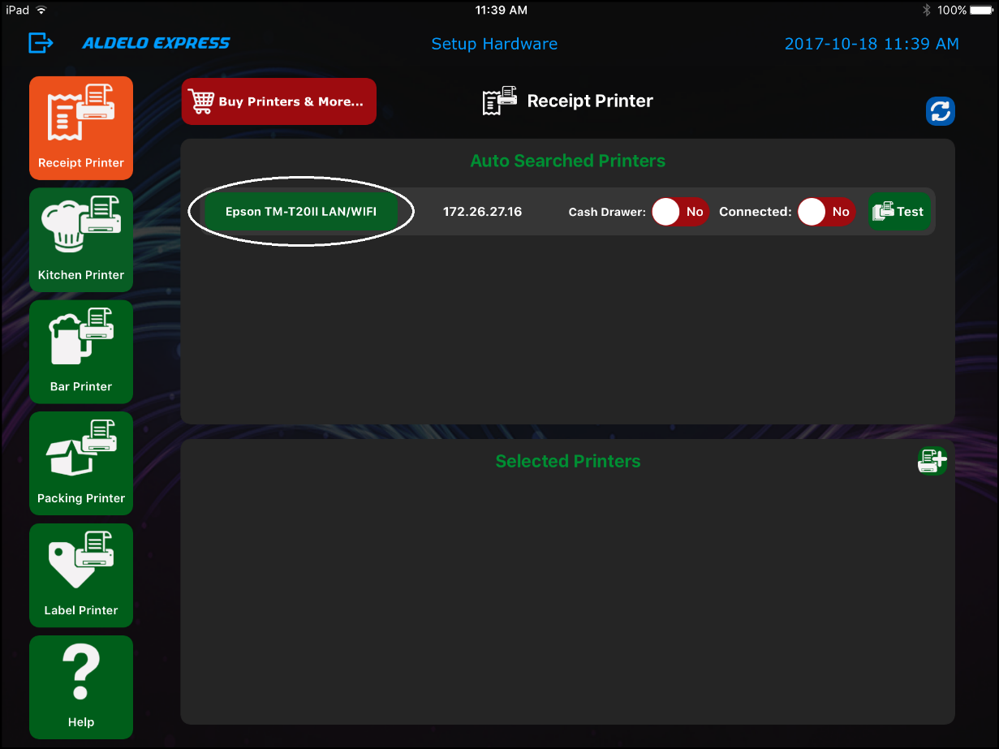 iPad 11:39 AM 100%
ALDELO EXPRESS Setup Hardware 2017-10-18 11:39 AM
Buy Printers & More... Receipt Printer
Receipt Printer
Auto Searched Printers
Epson TM-T20II LAN/WIFI 172.26.27.16 Cash Drawer: No Connected: No Test
Kitchen Printer
Bar Printer
Selected Printers
Packing Printer
Label Printer
Help